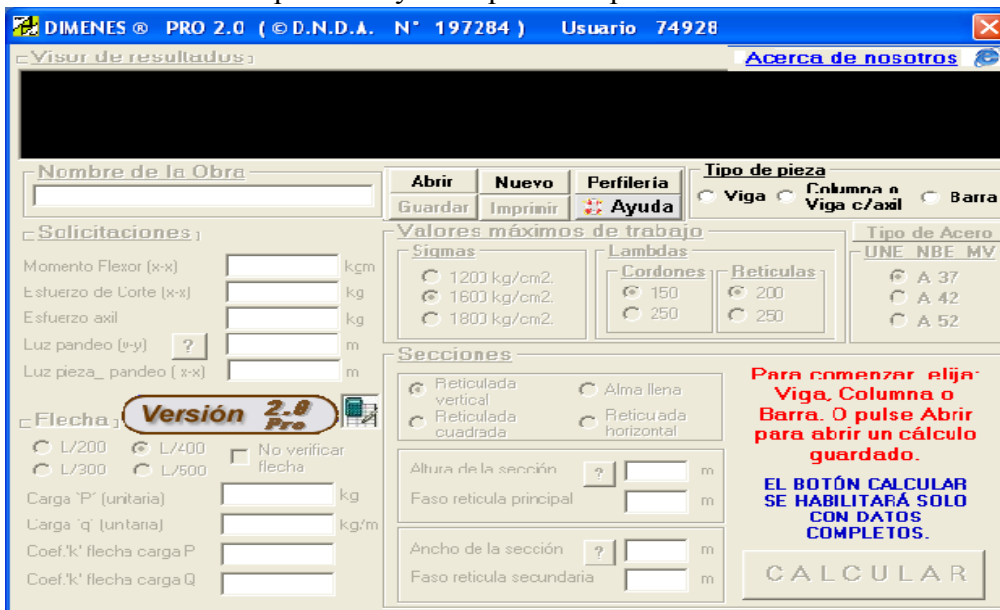 DIMENES ® PRO 2.0 ( © D.N.D.A. N° 197284 ) Usuario 74928
Visor de resultados
Acerca de nosotros
Nombre de la Obra
Abrir Nuevo Perfilería
Guardar Imprimir Ayuda
Tipo de pieza
Viga
Columna o
Viga c/axil
Barra
Solicitaciones
Momento Flexor (x-x) kgm
Esfuerzo de Corte (x-x) kg
Esfuerzo axil kg
Luz pandeo (y-y) ? m
Luz pieza_ pandeo ( x-x) m
Valores máximos de trabajo
Sigmas
1200 kg/cm2.
1600 kg/cm2.
1800 kg/cm2.
Lambdas
Cordones
150
250
Reticulas
200
250
Tipo de Acero
UNE NBE MV
A 37
A 42
A 52
Flecha
Versión 2.0
Pro
L/200 L/400
L/300 L/500
No verificar
flecha
Carga 'P' (unitaria) kg
Carga 'q' (unitaria) kg/m
Coef.'k' flecha carga P
Coef.'k' flecha carga Q
Secciones
Reticulada
vertical
Alma llena
Reticulada
cuadrada
Reticuada
horizontal
Altura de la sección ? m
Paso reticula principal m
Ancho de la sección ? m
Paso reticula secundaria m
Para comenzar elija:
Viga, Columna o
Barra. O pulse Abrir
para abrir un cálculo
guardado.
EL BOTÓN CALCULAR
SE HABILITARÁ SOLO
CON DATOS
COMPLETOS.
CALCULAR